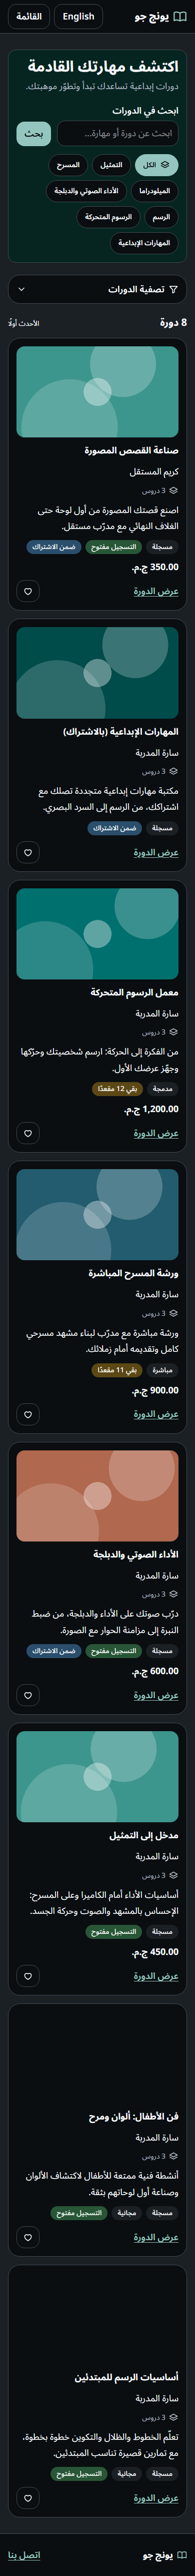 يونج جو
English
القائمة
اكتشف مهارتك القادمة
دورات إبداعية تساعدك تبدأ وتطوّر موهبتك.
ابحث في الدورات
ابحث عن دورة أو مهارة...
بحث
الكل
التمثيل
المسرح
الميلودراما
الأداء الصوتي والدبلجة
الرسم
الرسوم المتحركة
المهارات الإبداعية
تصفية الدورات
8 دورة
الأحدث أولًا
صناعة القصص المصورة
كريم المستقل
3 دروس
اصنع قصتك المصورة من أول لوحة حتى
الغلاف النهائي مع مدرّب مستقل.
مسجلة
التسجيل مفتوح
ضمن الاشتراك
350.00 ج.م.
عرض الدورة
المهارات الإبداعية (بالاشتراك)
سارة المدربة
3 دروس
مكتبة مهارات إبداعية متجددة تصلك مع
اشتراكك، من الرسم إلى السرد البصري.
مسجلة
ضمن الاشتراك
عرض الدورة
معمل الرسوم المتحركة
سارة المدربة
3 دروس
من الفكرة إلى الحركة: ارسم شخصيتك وحرّكها
وجهّز عرضك الأول.
مدمجة
بقي 12 مقعدًا
1,200.00 ج.م.
عرض الدورة
ورشة المسرح المباشرة
سارة المدربة
3 دروس
ورشة مباشرة مع مدرّب لبناء مشهد مسرحي
كامل وتقديمه أمام زملائك.
مباشرة
بقي 11 مقعدًا
900.00 ج.م.
عرض الدورة
الأداء الصوتي والدبلجة
سارة المدربة
3 دروس
درّب صوتك على الأداء والدبلجة، من ضبط
النبرة إلى مزامنة الحوار مع الصورة.
مسجلة
التسجيل مفتوح
ضمن الاشتراك
600.00 ج.م.
عرض الدورة
مدخل إلى التمثيل
سارة المدربة
3 دروس
أساسيات الأداء أمام الكاميرا وعلى المسرح:
الإحساس بالمشهد والصوت وحركة الجسد.
مسجلة
التسجيل مفتوح
450.00 ج.م.
عرض الدورة
فن الأطفال: ألوان ومرح
سارة المدربة
3 دروس
أنشطة فنية ممتعة للأطفال لاكتشاف الألوان
وصناعة أول لوحاتهم بثقة.
مسجلة
مجانية
التسجيل مفتوح
عرض الدورة
أساسيات الرسم للمبتدئين
سارة المدربة
3 دروس
تعلّم الخطوط والظلال والتكوين خطوة بخطوة،
مع تمارين قصيرة تناسب المبتدئين.
مسجلة
مجانية
التسجيل مفتوح
عرض الدورة
يونج جو
اتصل بنا